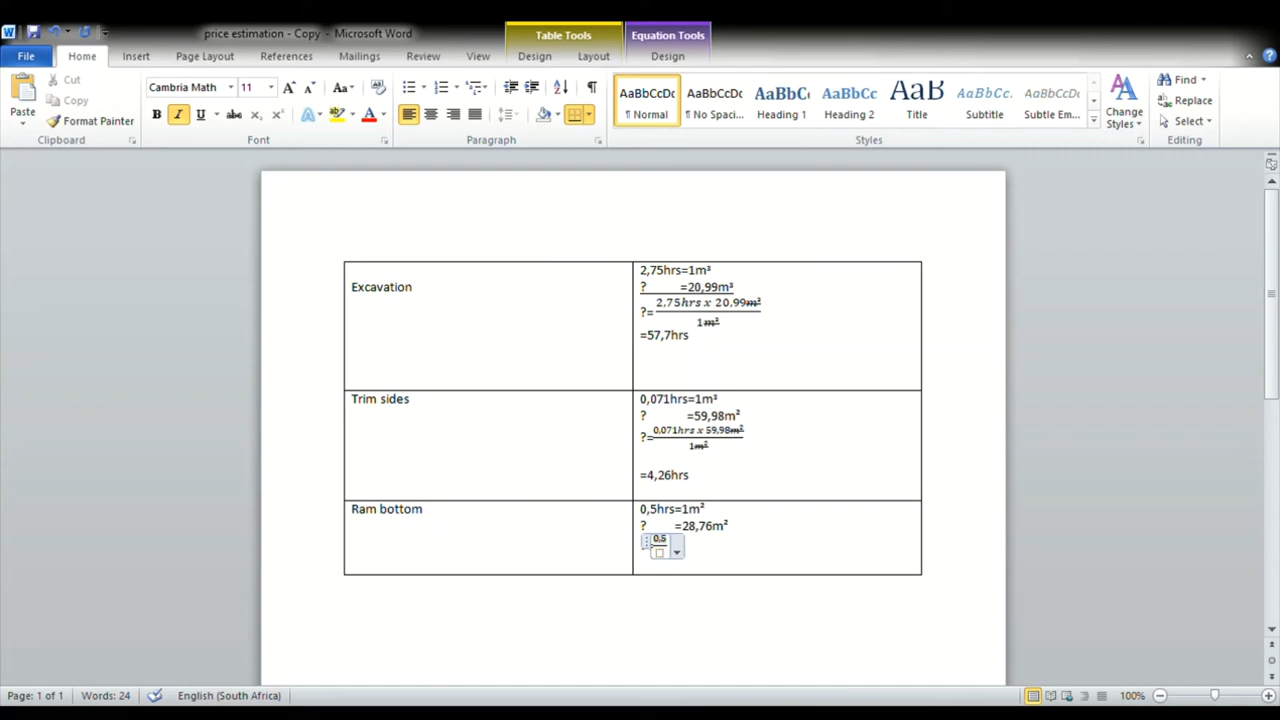 price estimation - Copy - Microsoft Word
Table Tools
Equation Tools
File
Home
Insert
Page Layout
References
Mailings
Review
View
Design
Layout
Design
Paste
Cut
Copy
Format Painter
Clipboard
Cambria Math
11
Font
Paragraph
AaBbCcDc
¶ Normal
AaBbCcDc
¶ No Spaci...
AaBbC
Heading 1
AaBbCc
Heading 2
AaB
Title
AaBbCc.
Subtitle
AaBbCcDc
Subtle Em...
Change Styles
Styles
Find
Replace
Select
Editing
Excavation
2,75hrs=1m³
? =20,99m³
?= 2,75hrs x 20,99m³
1m³
=57,7hrs
Trim sides
0,071hrs=1m³
? =59,98m²
?= 0,071hrs x 59,98m²
1m²
=4,26hrs
Ram bottom
0,5hrs=1m²
? =28,76m²
0,5
Page: 1 of 1
Words: 24
English (South Africa)
100%